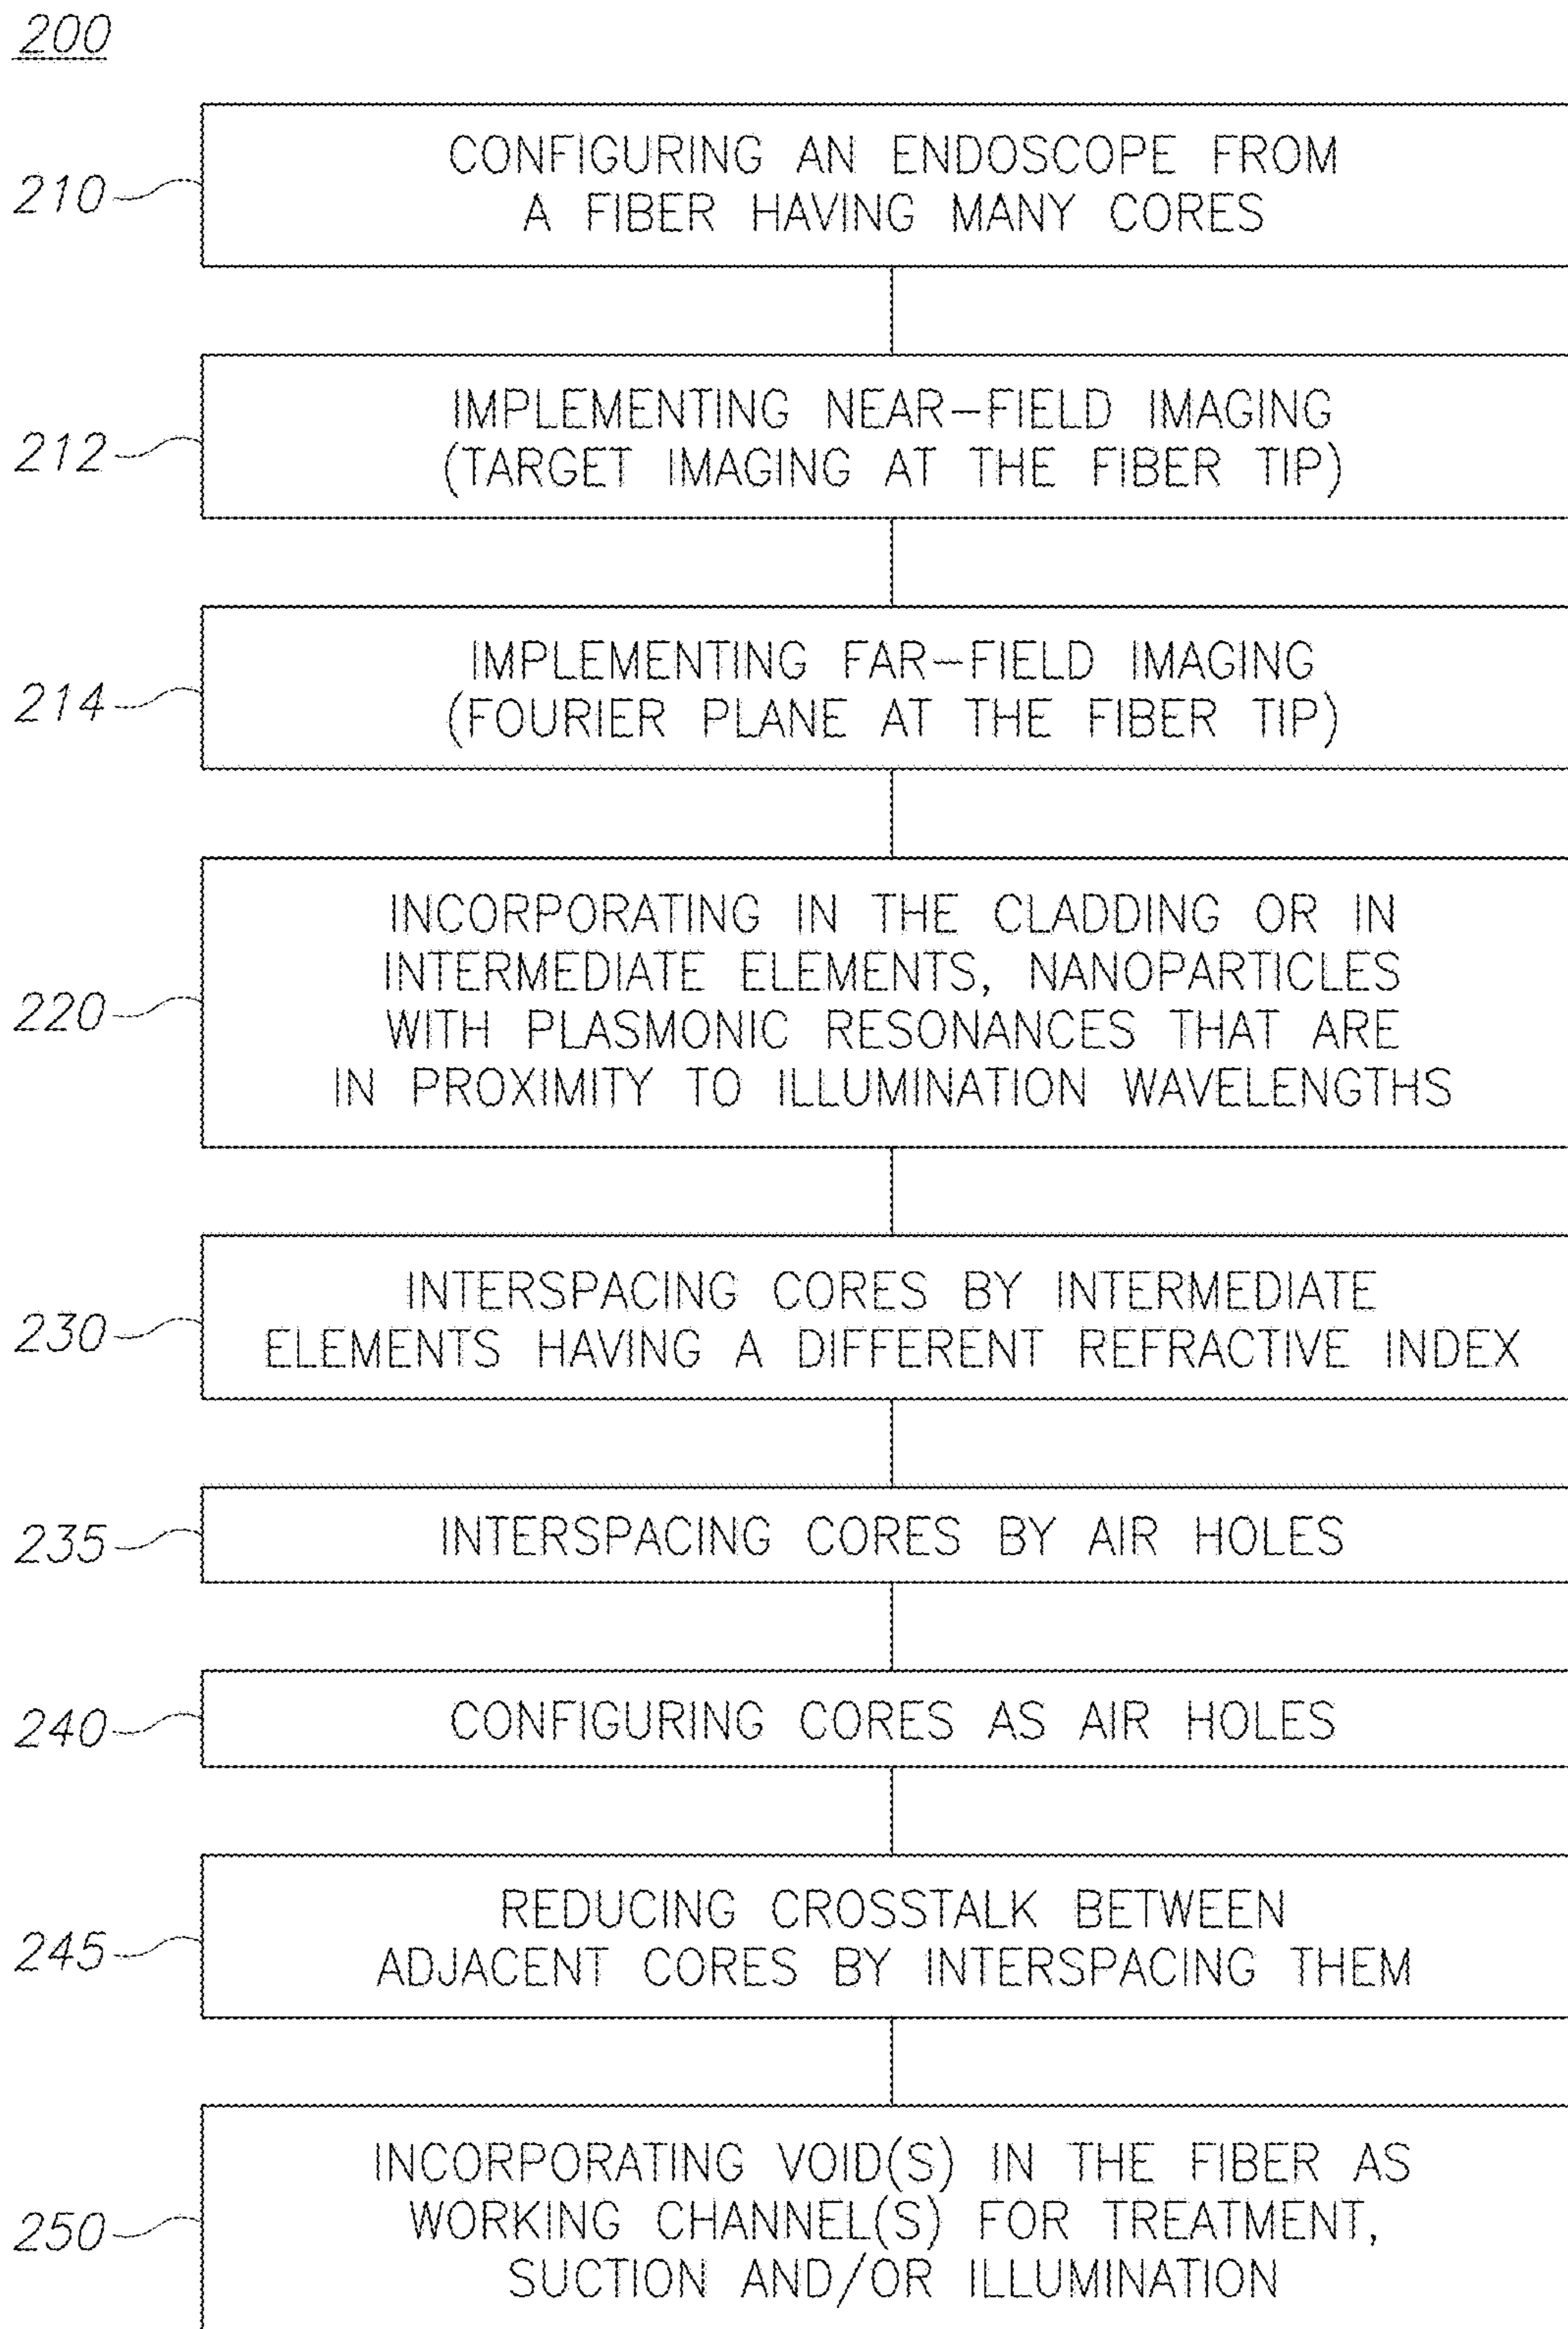 200
210
CONFIGURING AN ENDOSCOPE FROM
A FIBER HAVING MANY CORES
212
IMPLEMENTING NEAR-FIELD IMAGING
(TARGET IMAGING AT THE FIBER TIP)
214
IMPLEMENTING FAR-FIELD IMAGING
(FOURIER PLANE AT THE FIBER TIP)
220
INCORPORATING IN THE CLADDING OR IN
INTERMEDIATE ELEMENTS, NANOPARTICLES
WITH PLASMONIC RESONANCES THAT ARE
IN PROXIMITY TO ILLUMINATION WAVELENGTHS
230
INTERSPACING CORES BY INTERMEDIATE
ELEMENTS HAVING A DIFFERENT REFRACTIVE INDEX
235
INTERSPACING CORES BY AIR HOLES
240
CONFIGURING CORES AS AIR HOLES
245
REDUCING CROSSTALK BETWEEN
ADJACENT CORES BY INTERSPACING THEM
250
INCORPORATING VOID(S) IN THE FIBER AS
WORKING CHANNEL(S) FOR TREATMENT,
SUCTION AND/OR ILLUMINATION